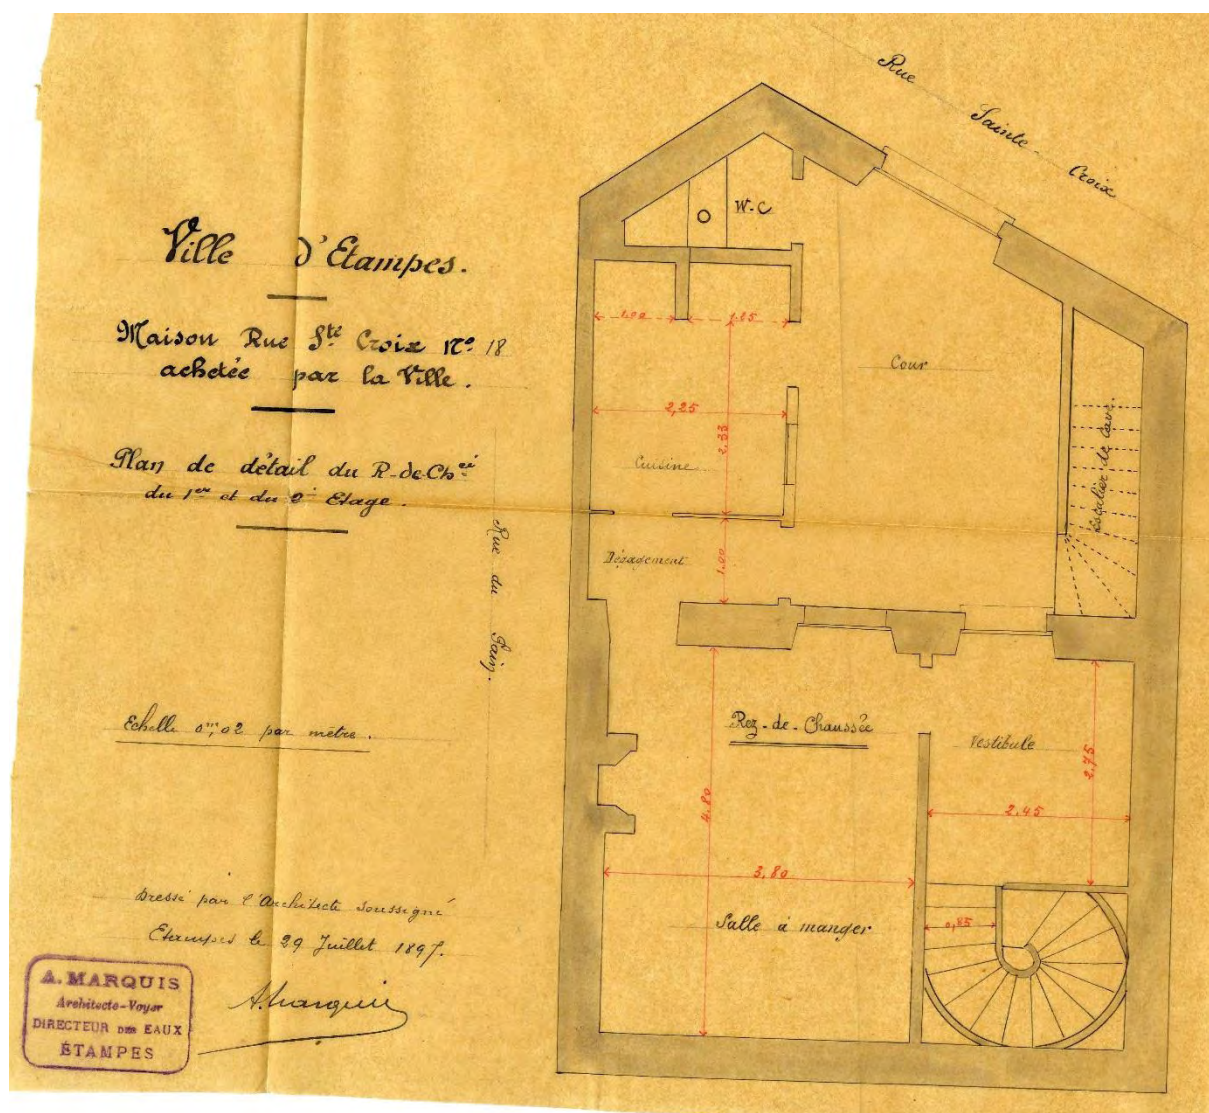 Ville d'Etampes.
Maison Rue Ste Croix No 18
achetée par la Ville.
Plan de détail du R-de-Chée
du 1er et du 2e Etage.
Echelle 0m,02 par mètre.
Dressé par l'Architecte soussigné
Etampes le 29 Juillet 1897.
A. Marquis
A. MARQUIS
Architecte-Voyer
DIRECTEUR DES EAUX
ÉTAMPES
Rue du Pain.
Rue Sainte-Croix
W-C
1.00
1.25
Cour
2,25
2,33
Cuisine
Escalier de Cave.
Dégagement
1.00
Rez-de-Chaussée
Vestibule
2,75
2.45
4.80
3,80
0,85
Salle à manger